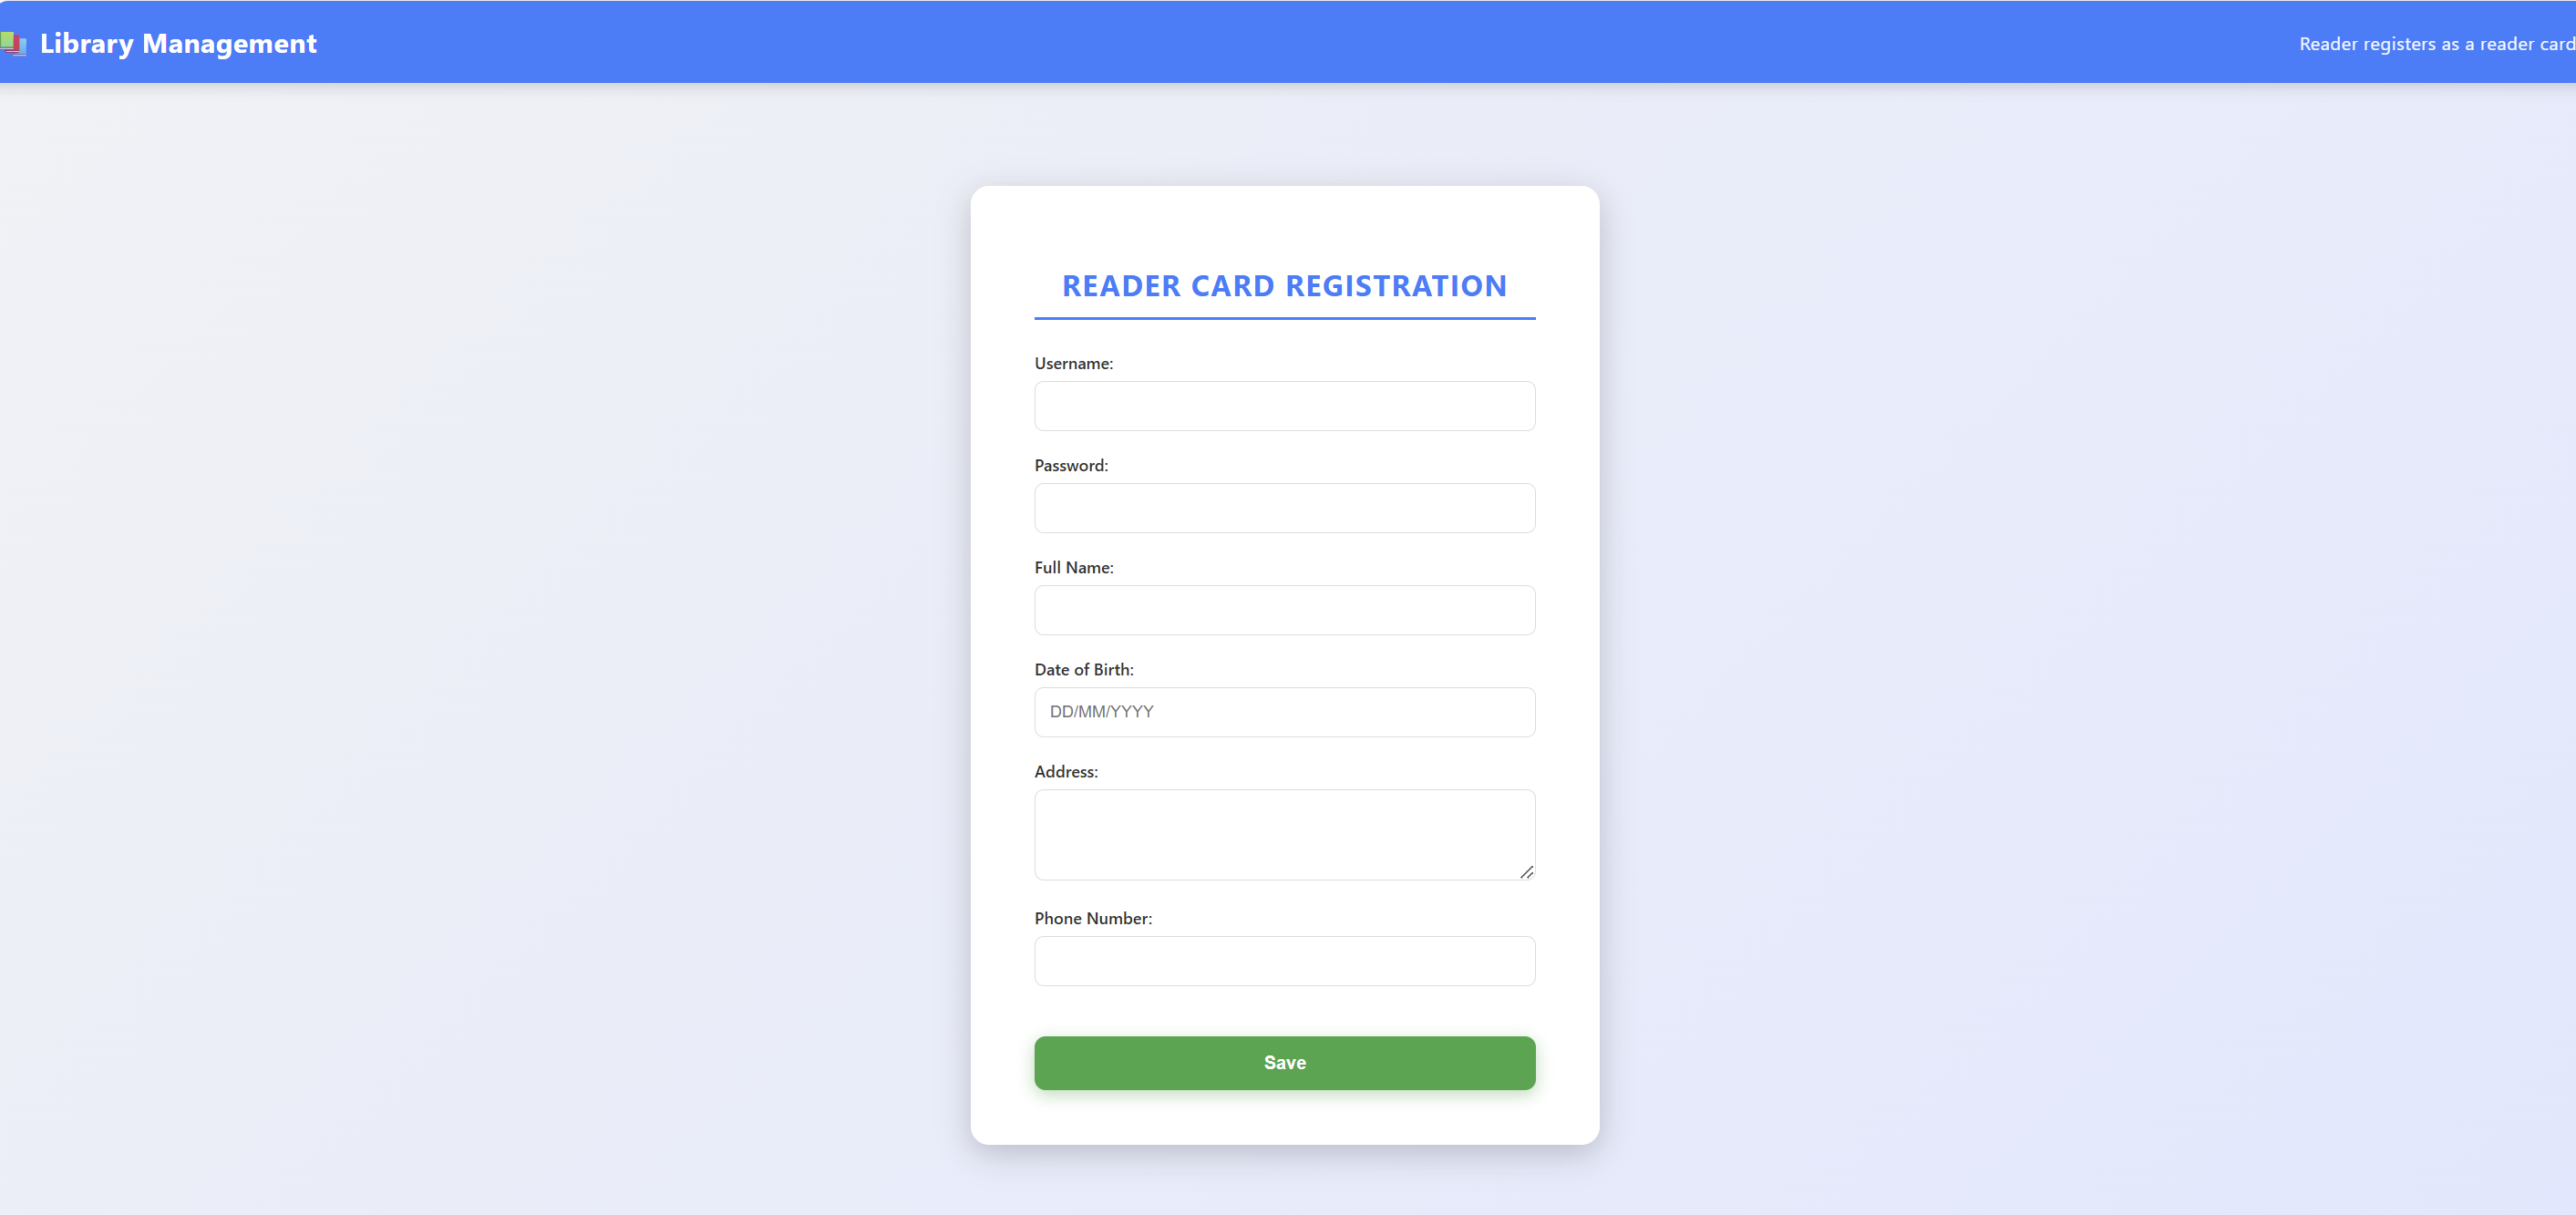 Library Management
Reader registers as a reader card
READER CARD REGISTRATION
Username:
Password:
Full Name:
Date of Birth:
DD/MM/YYYY
Address:
Phone Number:
Save